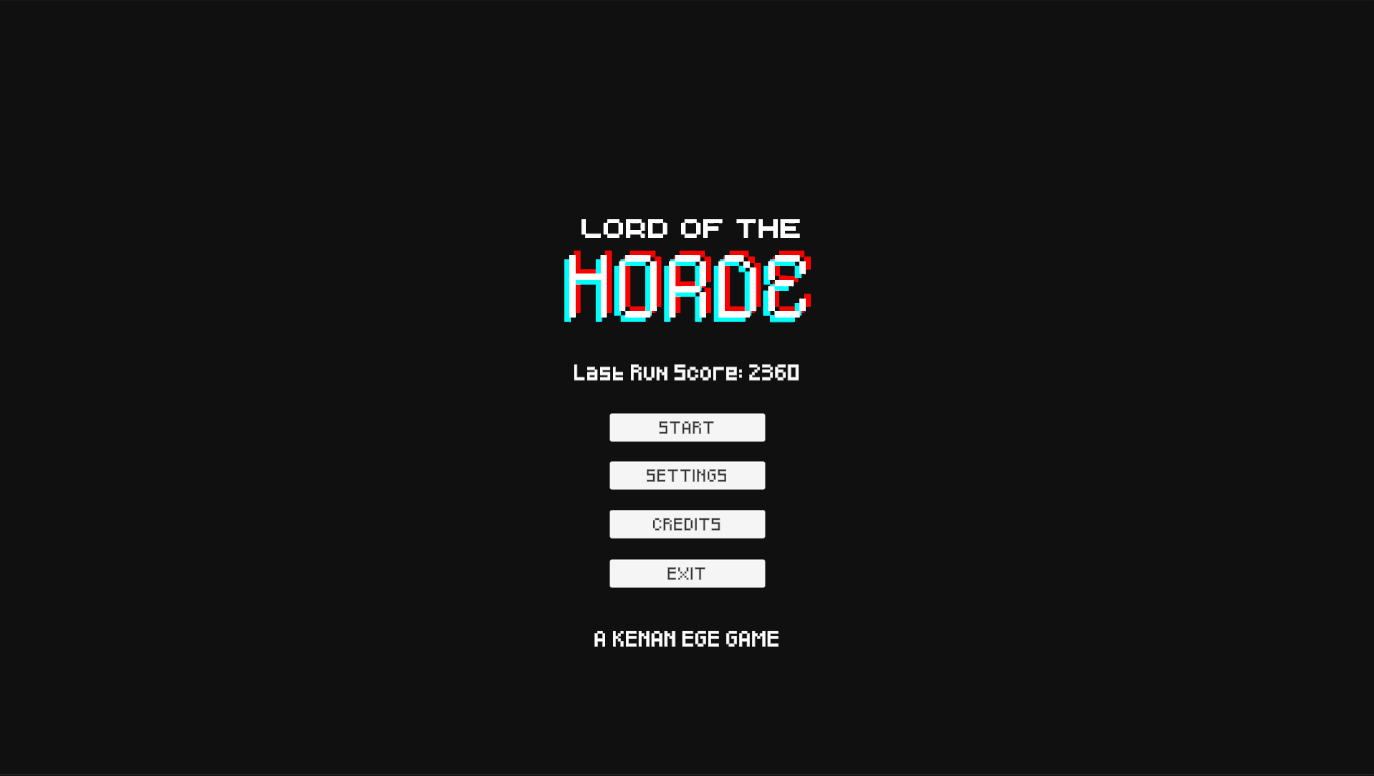 LORD OF THE
HORDE
Last Run Score: 2360
START
SETTINGS
CREDITS
EXIT
A KENAN EGE GAME